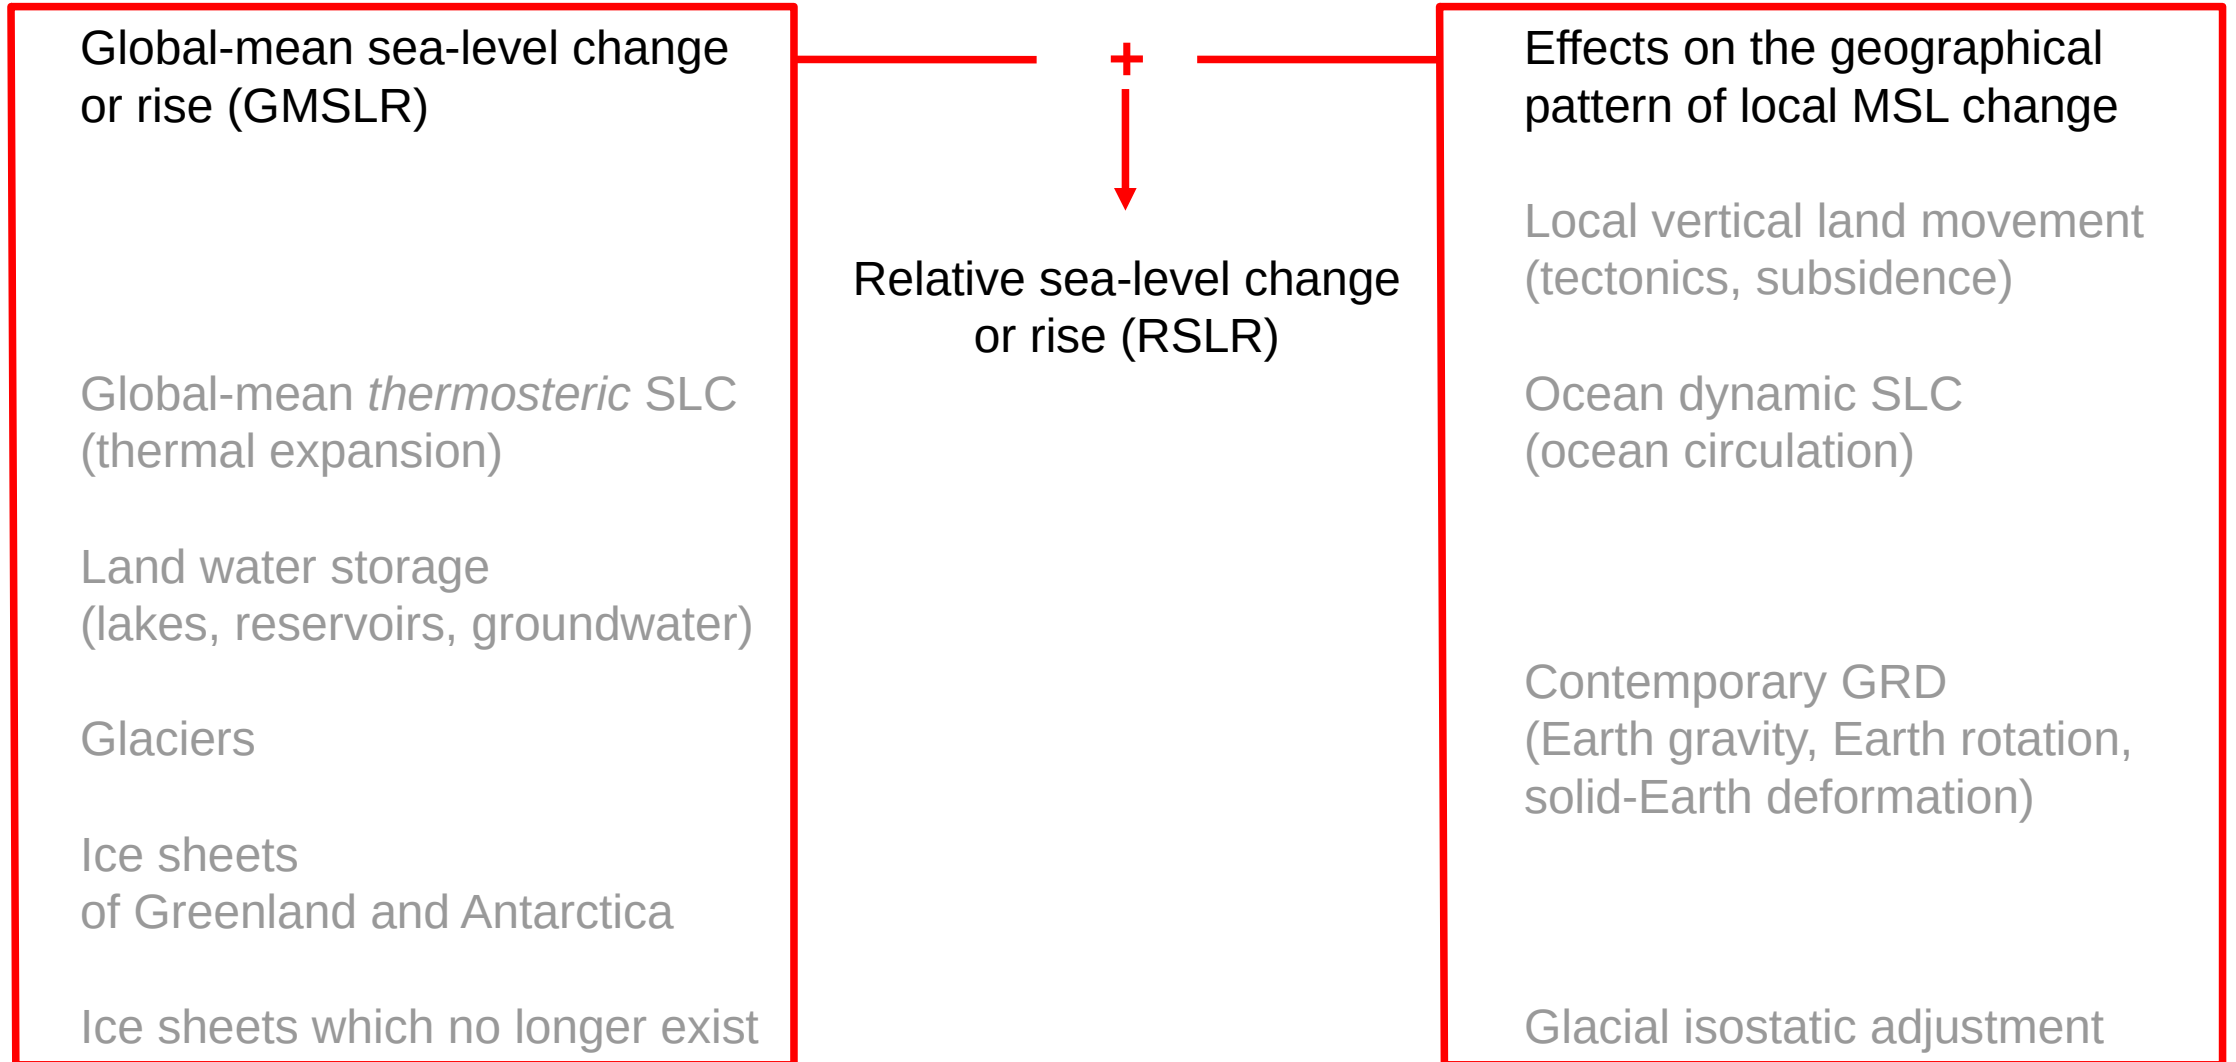 Global-mean sea-level change
or rise (GMSLR)
Global-mean thermosteric SLC
(thermal expansion)
Land water storage
(lakes, reservoirs, groundwater)
Glaciers
Ice sheets
of Greenland and Antarctica
Ice sheets which no longer exist
+
Relative sea-level change
or rise (RSLR)
Effects on the geographical
pattern of local MSL change
Local vertical land movement
(tectonics, subsidence)
Ocean dynamic SLC
(ocean circulation)
Contemporary GRD
(Earth gravity, Earth rotation,
solid-Earth deformation)
Glacial isostatic adjustment